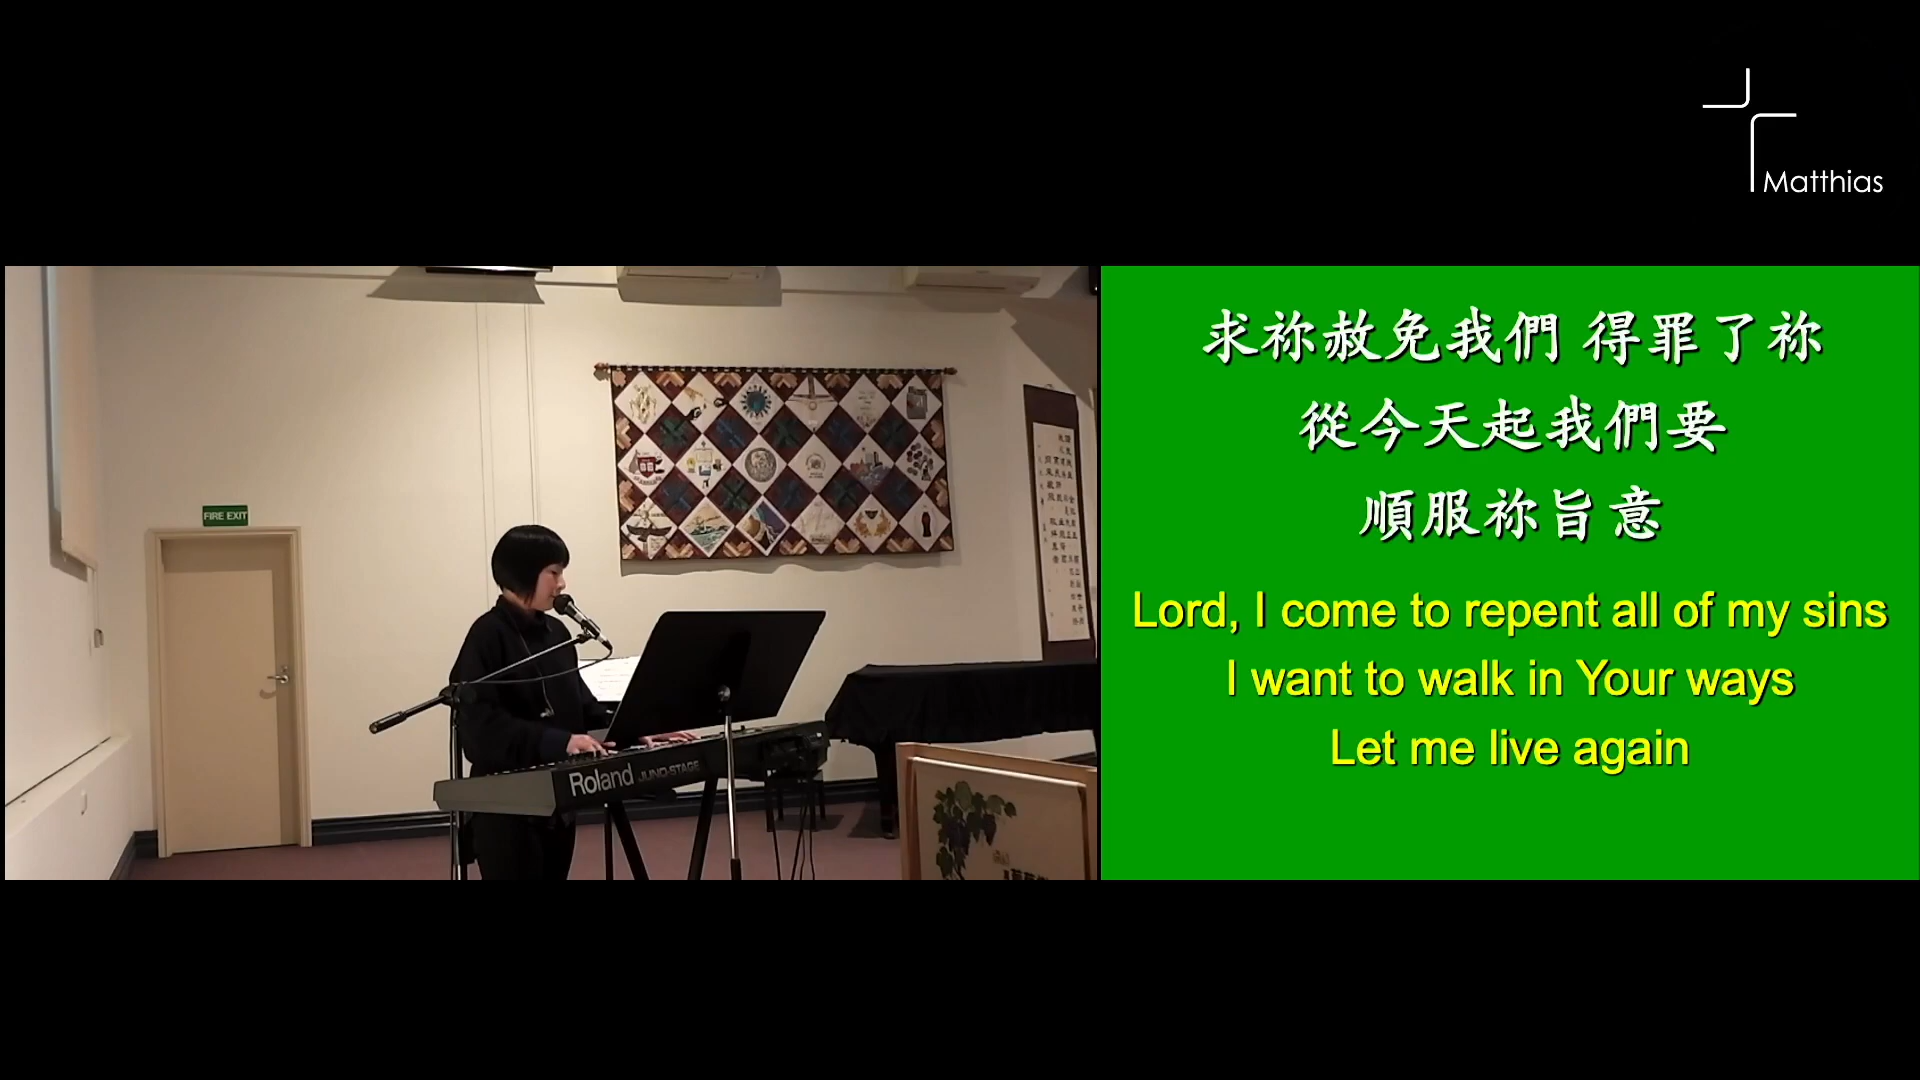 Matthias
求祢赦免我們 得罪了祢
從今天起我們要
順服祢旨意
Lord, I come to repent all of my sins
I want to walk in Your ways
Let me live again
FIRE EXIT
Roland JUNO-STAGE